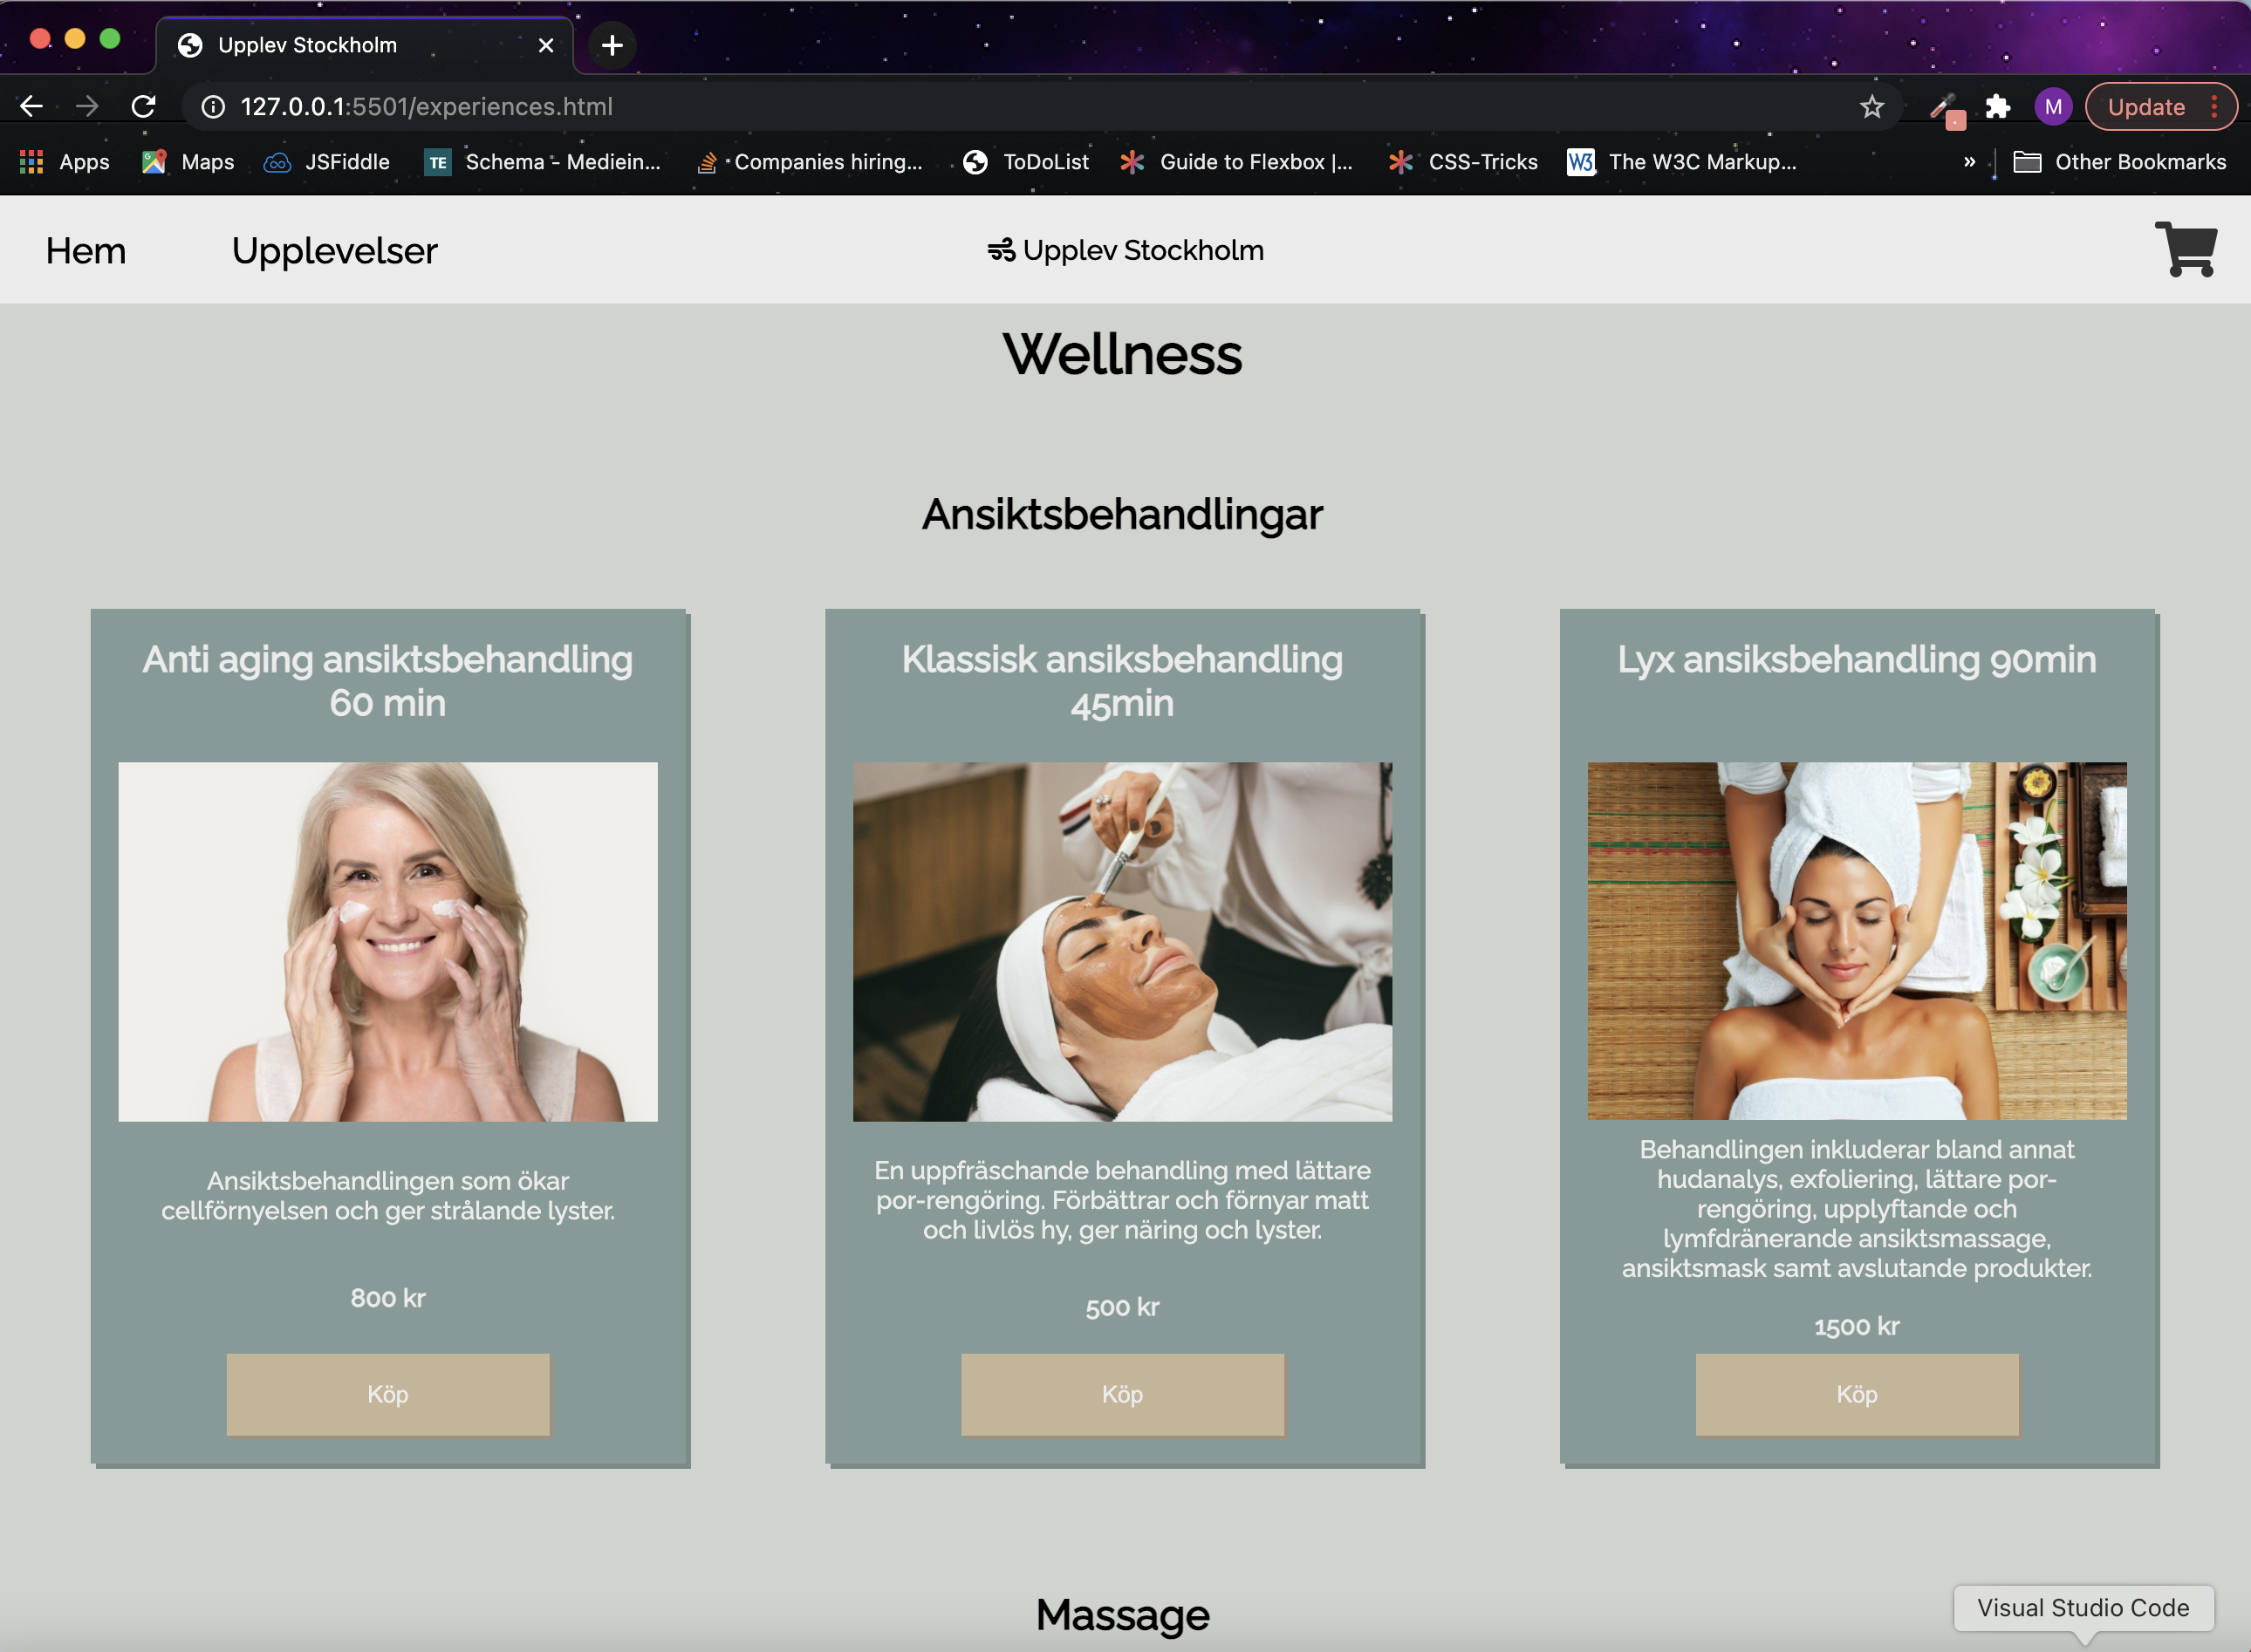 Upplev Stockholm
127.0.0.1:5501/experiences.html
M
Update
Apps
Maps
JSFiddle
TE
Schema - Mediein...
Companies hiring...
ToDoList
Guide to Flexbox |...
CSS-Tricks
W3
The W3C Markup...
»
Other Bookmarks
Hem
Upplevelser
Upplev Stockholm
Wellness
Ansiktsbehandlingar
Anti aging ansiktsbehandling
60 min
Ansiktsbehandlingen som ökar
cellförnyelsen och ger strålande lyster.
800 kr
Köp
Klassisk ansiksbehandling
45min
En uppfräschande behandling med lättare
por-rengöring. Förbättrar och förnyar matt
och livlös hy, ger näring och lyster.
500 kr
Köp
Lyx ansiksbehandling 90min
Behandlingen inkluderar bland annat
hudanalys, exfoliering, lättare por-
rengöring, upplyftande och
lymfdränerande ansiktsmassage,
ansiktsmask samt avslutande produkter.
1500 kr
Köp
Massage
Visual Studio Code